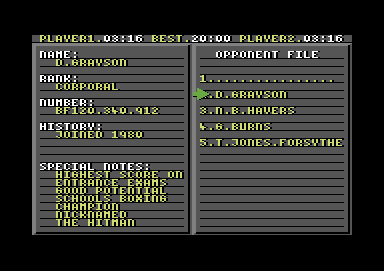 PLAYER1.03:16 BEST.20:00 PLAYER2.03:16
NAME:
D.GRAYSON
RANK:
CORPORAL
NUMBER:
BF120.340.912
HISTORY:
JOINED 1980
SPECIAL NOTES:
HIGHEST SCORE ON
ENTRANCE EXAMS
GOOD POTENTIAL
SCHOOLS BOXING
CHAMPION
NICKNAMED
THE HITMAN
OPPONENT FILE
1................
.D.GRAYSON
3.N.B.HAVERS
4.G.BURNS
5.T.JONES.FORSYTHE